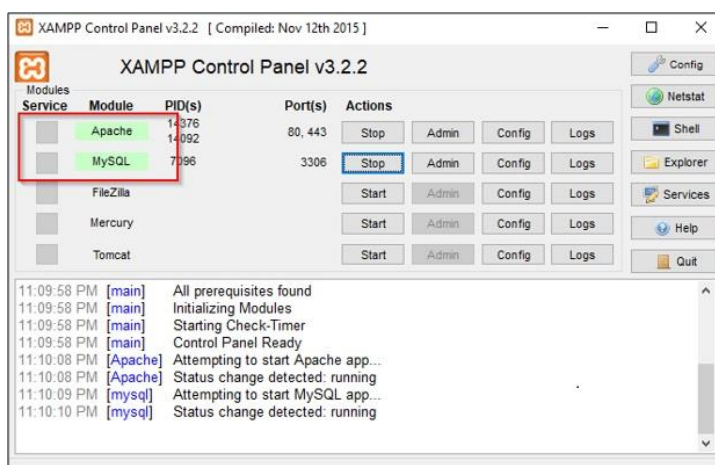 XAMPP Control Panel v3.2.2 [ Compiled: Nov 12th 2015 ]
XAMPP Control Panel v3.2.2
Config
Modules
Service Module PID(s) Port(s) Actions
Netstat
Apache 14376 14092 80, 443 Stop Admin Config Logs
Shell
MySQL 7096 3306 Stop Admin Config Logs
Explorer
FileZilla Start Admin Config Logs
Services
Mercury Start Admin Config Logs
Help
Tomcat Start Admin Config Logs
Quit
11:09:58 PM [main] All prerequisites found
11:09:58 PM [main] Initializing Modules
11:09:58 PM [main] Starting Check-Timer
11:09:58 PM [main] Control Panel Ready
11:10:08 PM [Apache] Attempting to start Apache app...
11:10:08 PM [Apache] Status change detected: running
11:10:09 PM [mysql] Attempting to start MySQL app...
11:10:10 PM [mysql] Status change detected: running